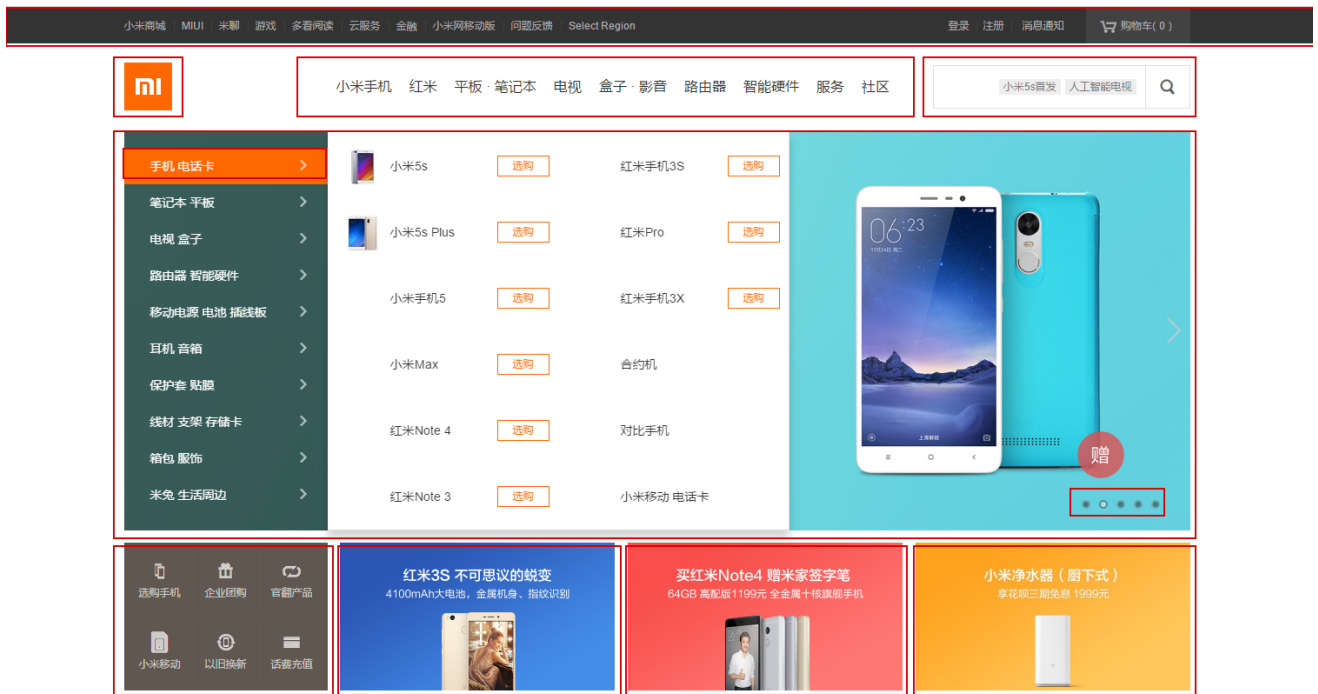 小米商城 MIUI 米聊 游戏 多看阅读 云服务 金融 小米网移动版 问题反馈 Select Region 登录 注册 消息通知 购物车( 0 )
小米手机 红米 平板 · 笔记本 电视 盒子 · 影音 路由器 智能硬件 服务 社区 小米5s首发 人工智能电视
手机 电话卡
笔记本 平板
电视 盒子
路由器 智能硬件
移动电源 电池 插线板
耳机 音箱
保护套 贴膜
线材 支架 存储卡
箱包 服饰
米兔 生活周边
小米5s 选购 红米手机3S 选购
小米5s Plus 选购 红米Pro 选购
小米手机5 选购 红米手机3X 选购
小米Max 选购 合约机
红米Note 4 选购 对比手机
红米Note 3 选购 小米移动 电话卡
06:23
赠
选购手机 企业团购 官翻产品
小米移动 以旧换新 话费充值
红米3S 不可思议的蜕变
4100mAh大电池，金属机身、指纹识别
买红米Note4 赠米家签字笔
64GB 高配版1199元 全金属十核旗舰手机
小米净水器（厨下式）
享花呗三期免息 1999元